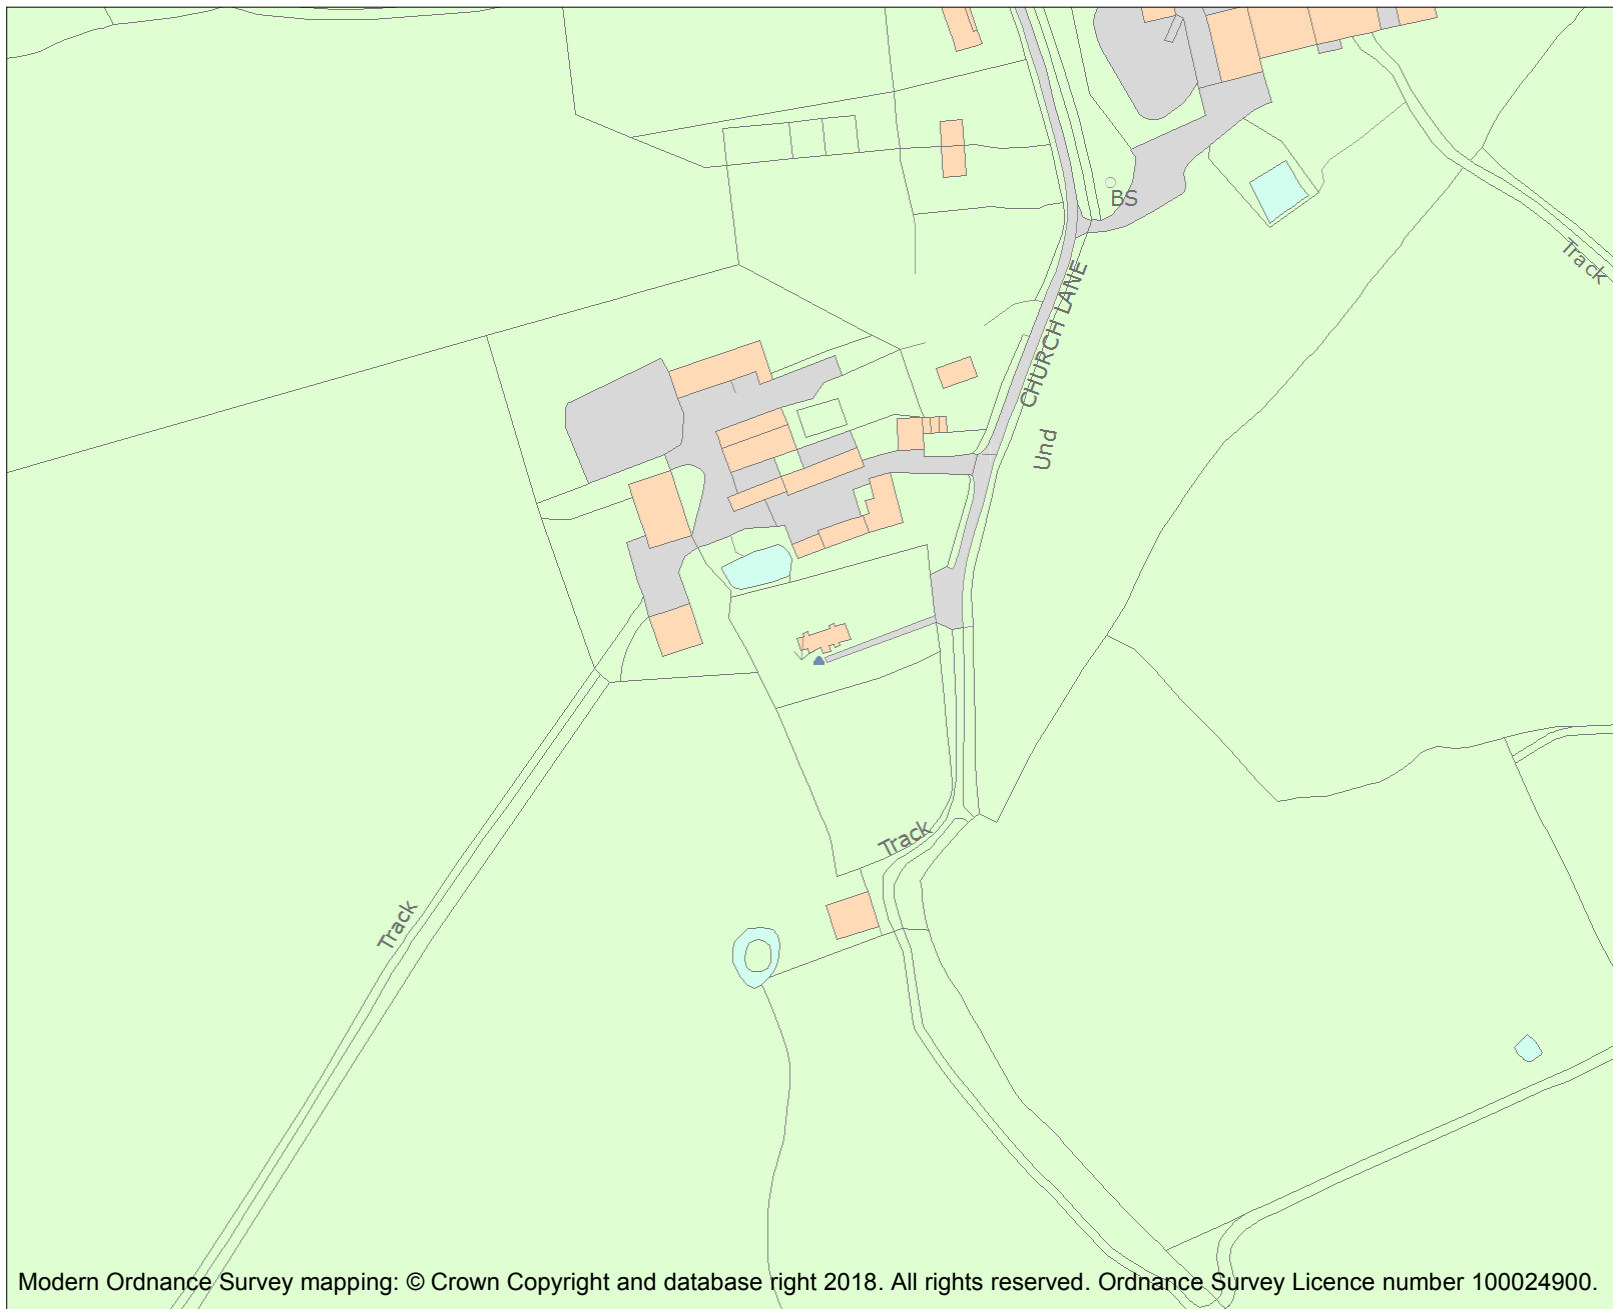 BS
Track
CHURCH LANE
Und
Track
Track
Modern Ordnance Survey mapping: © Crown Copyright and database right 2018. All rights reserved. Ordnance Survey Licence number 100024900.